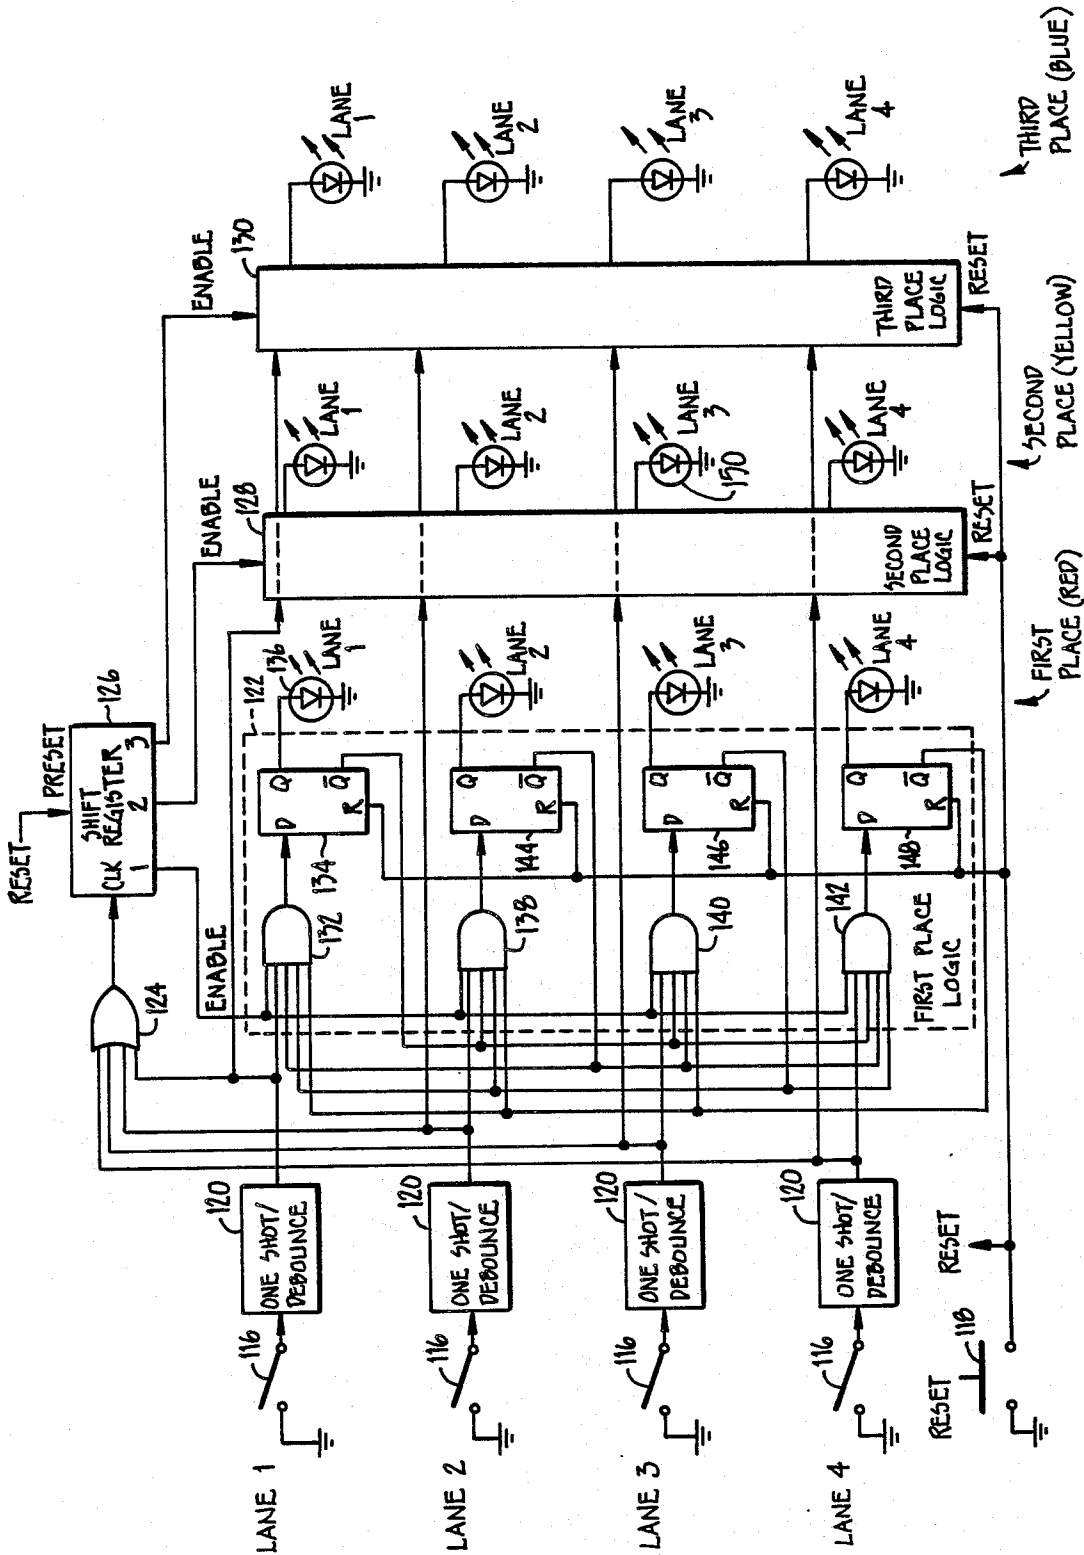 RESET
PRESET
SHIFT
REGISTER
CLK
1
2
3
126
124
ENABLE
ENABLE
ENABLE
LANE 1
116
120
ONE SHOT/
DEBOUNCE
132
134
D
Q
Q̅
R
122
136
LANE
1
128
LANE
1
130
LANE
1
LANE 2
116
120
ONE SHOT/
DEBOUNCE
138
144
D
Q
Q̅
R
LANE
2
LANE
2
LANE
2
LANE 3
116
120
ONE SHOT/
DEBOUNCE
140
146
D
Q
Q̅
R
LANE
3
150
LANE
3
LANE
3
LANE 4
116
120
ONE SHOT/
DEBOUNCE
142
148
D
Q
Q̅
R
LANE
4
LANE
4
LANE
4
FIRST PLACE
LOGIC
SECOND
PLACE
LOGIC
THIRD
PLACE
LOGIC
RESET
118
RESET
RESET
RESET
FIRST
PLACE (RED)
SECOND
PLACE (YELLOW)
THIRD
PLACE (BLUE)